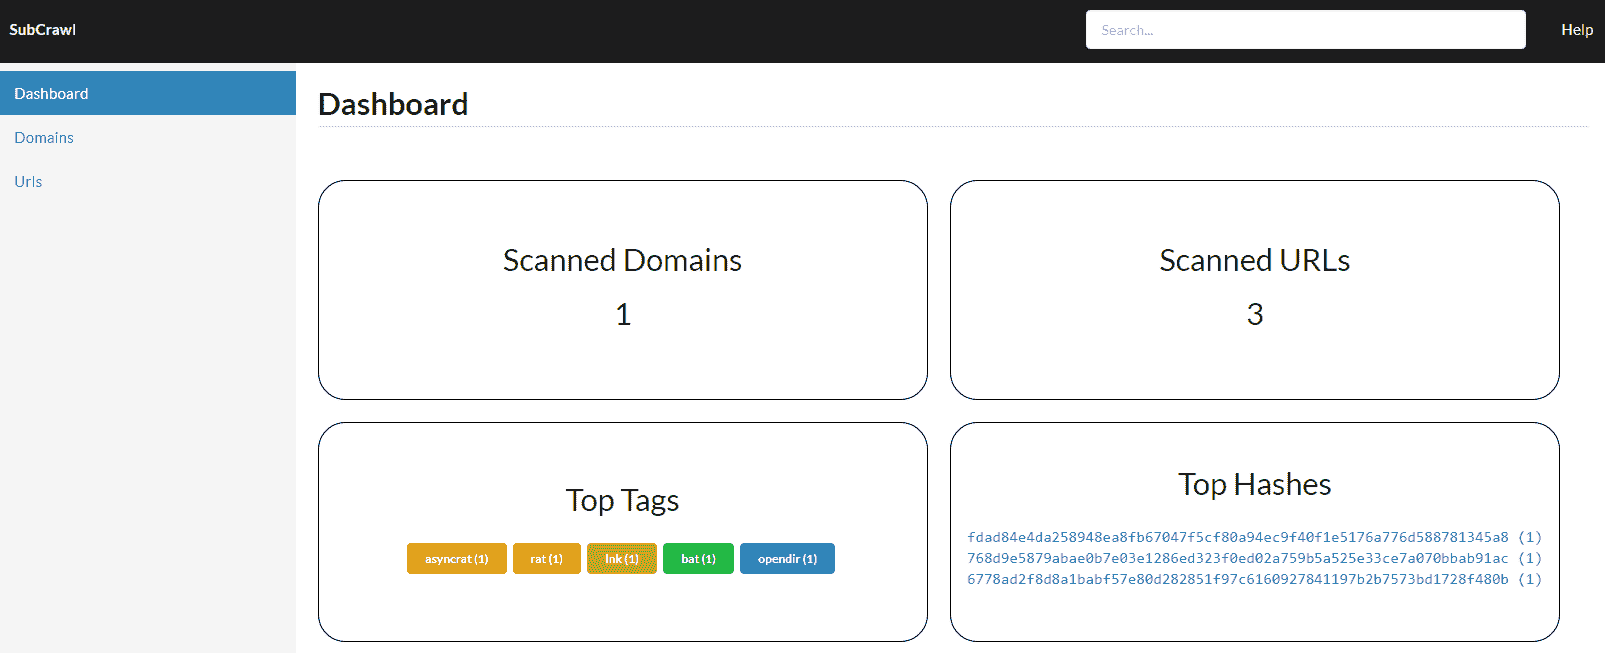 SubCrawl
Search...
Help
Dashboard
Domains
Urls
Dashboard
Scanned Domains
1
Scanned URLs
3
Top Tags
asyncrat (1) rat (1) lnk (1) bat (1) opendir (1)
Top Hashes
fdad84e4da258948ea8fb67047f5cf80a94ec9f40f1e5176a776d588781345a8 (1)
768d9e5879abae0b7e03e1286ed323f0ed02a759b5a525e33ce7a070bbab91ac (1)
6778ad2f8d8a1babf57e80d282851f97c6160927841197b2b7573bd1728f480b (1)